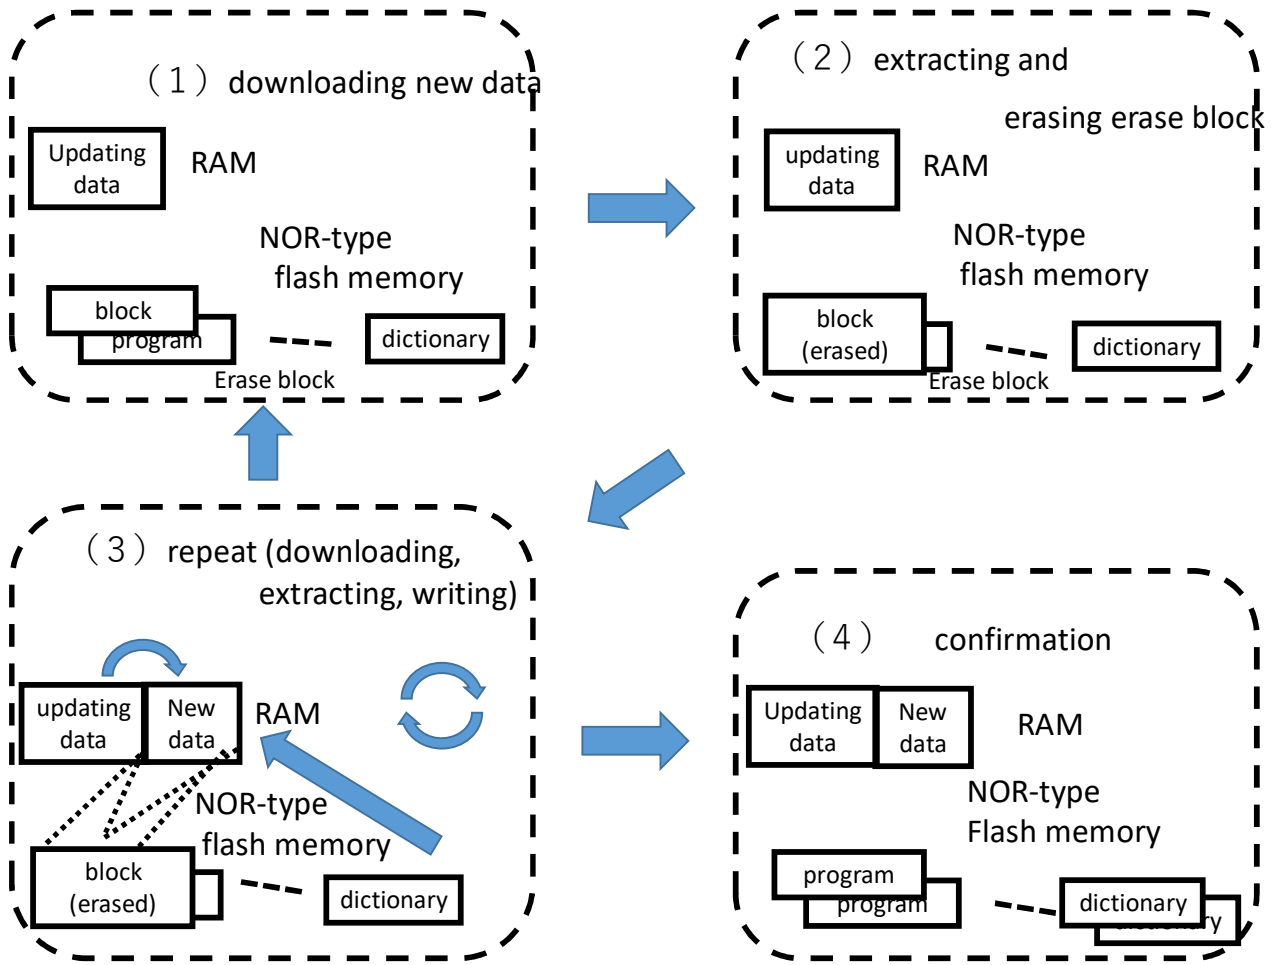 （1）downloading new data
Updating
data
RAM
NOR-type
flash memory
block
program
dictionary
Erase block
（2）extracting and
erasing erase block
updating
data
RAM
NOR-type
flash memory
block
(erased)
dictionary
Erase block
（3）repeat (downloading,
extracting, writing)
updating
data
New
data
RAM
NOR-type
flash memory
block
(erased)
dictionary
（4） confirmation
Updating
data
New
data
RAM
NOR-type
Flash memory
program
program
dictionary
dictionary